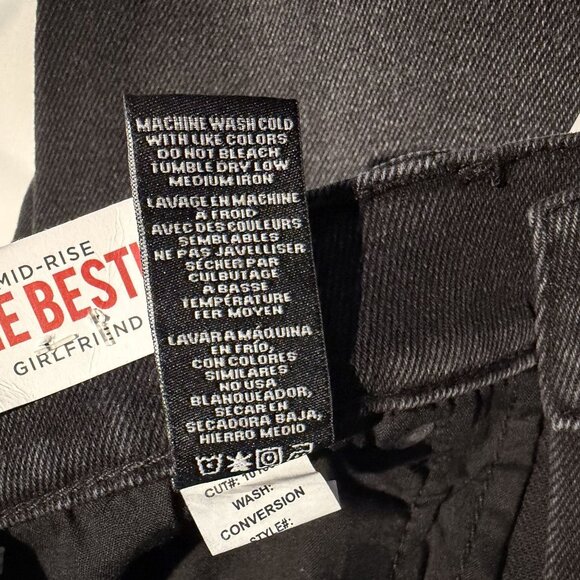 MACHINE WASH COLD
WITH LIKE COLORS
DO NOT BLEACH
TUMBLE DRY LOW
MEDIUM IRON
LAVAGE EN MACHINE
À FROID
AVEC DES COULEURS
SEMBLABLES
NE PAS JAVELLISER
SÉCHER PAR
CULBUTAGE
À BASSE
TEMPÉRATURE
FER MOYEN
LAVAR A MÁQUINA
EN FRÍO,
CON COLORES
SIMILARES
NO USA
BLANQUEADOR,
SECAR EN
SECADORA BAJA,
HIERRO MEDIO
MID-RISE
GIRLFRIEND
CUT#:
WASH:
CONVERSION
STYLE#: